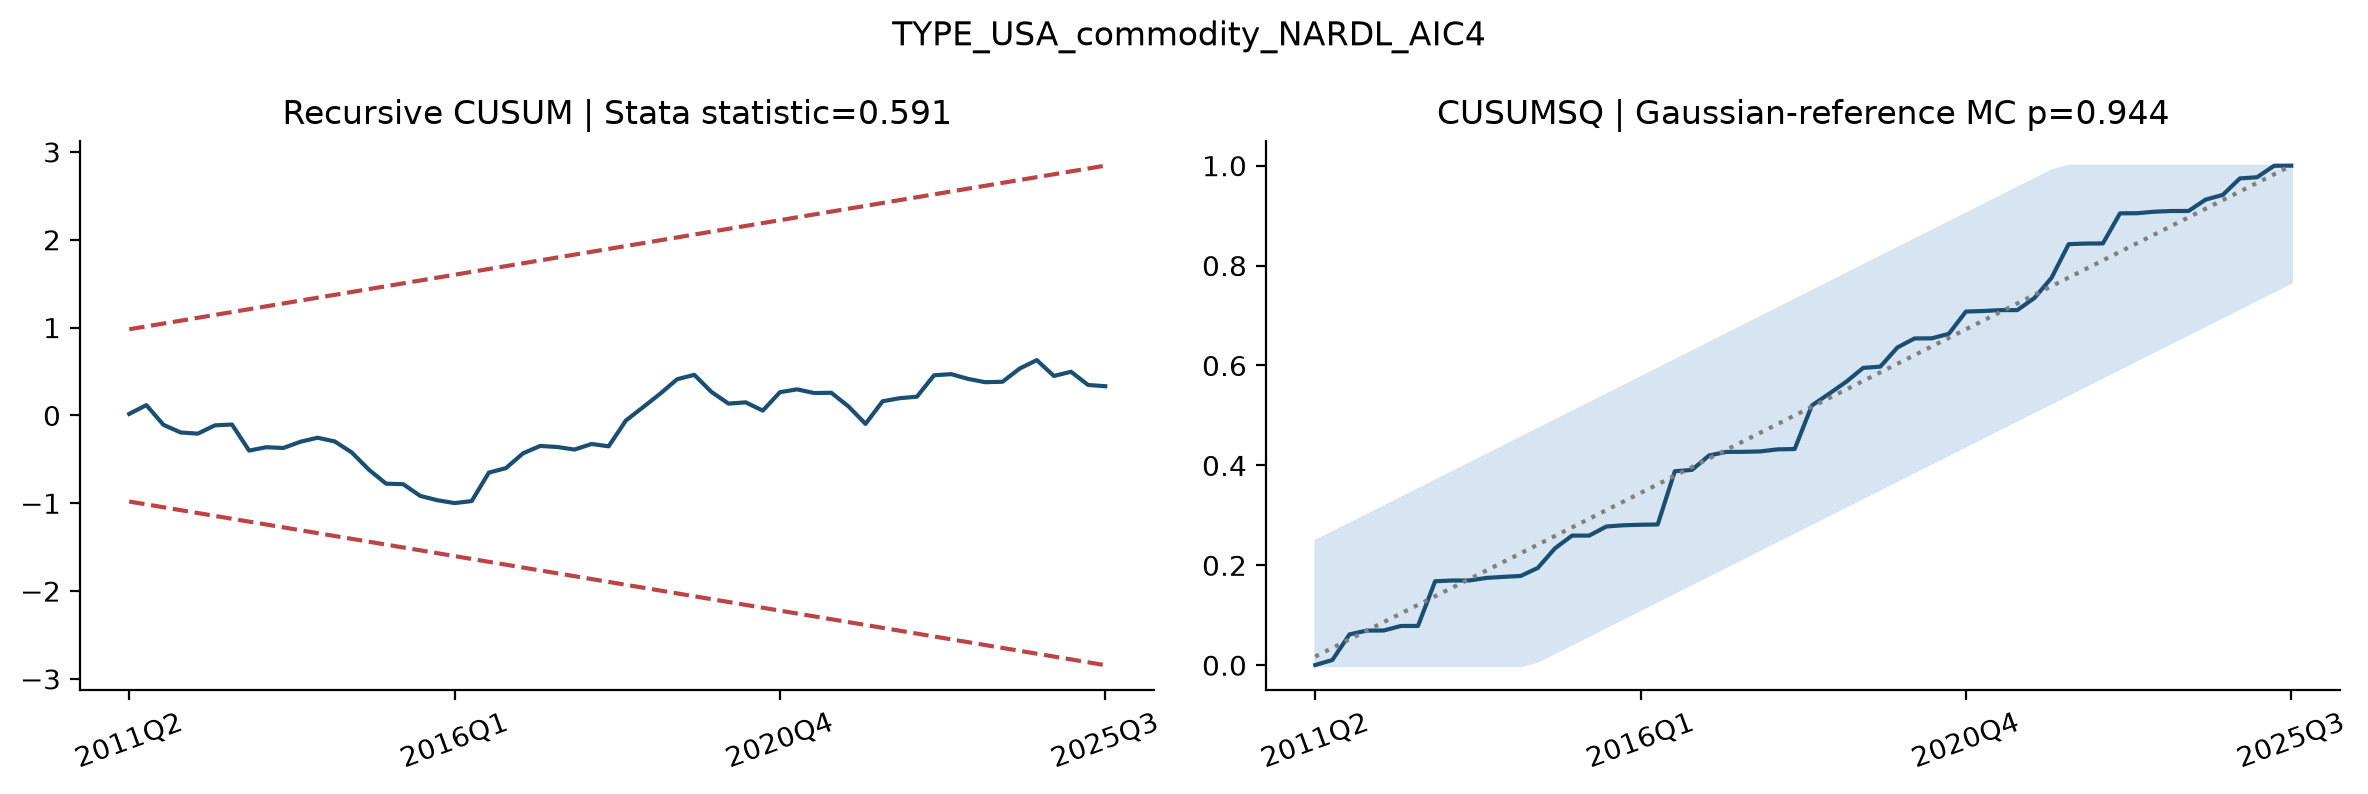 TYPE_USA_commodity_NARDL_AIC4
Recursive CUSUM | Stata statistic=0.591
3
2
1
0
−1
−2
−3
2011Q2
2016Q1
2020Q4
2025Q3
CUSUMSQ | Gaussian-reference MC p=0.944
1.0
0.8
0.6
0.4
0.2
0.0
2011Q2
2016Q1
2020Q4
2025Q3